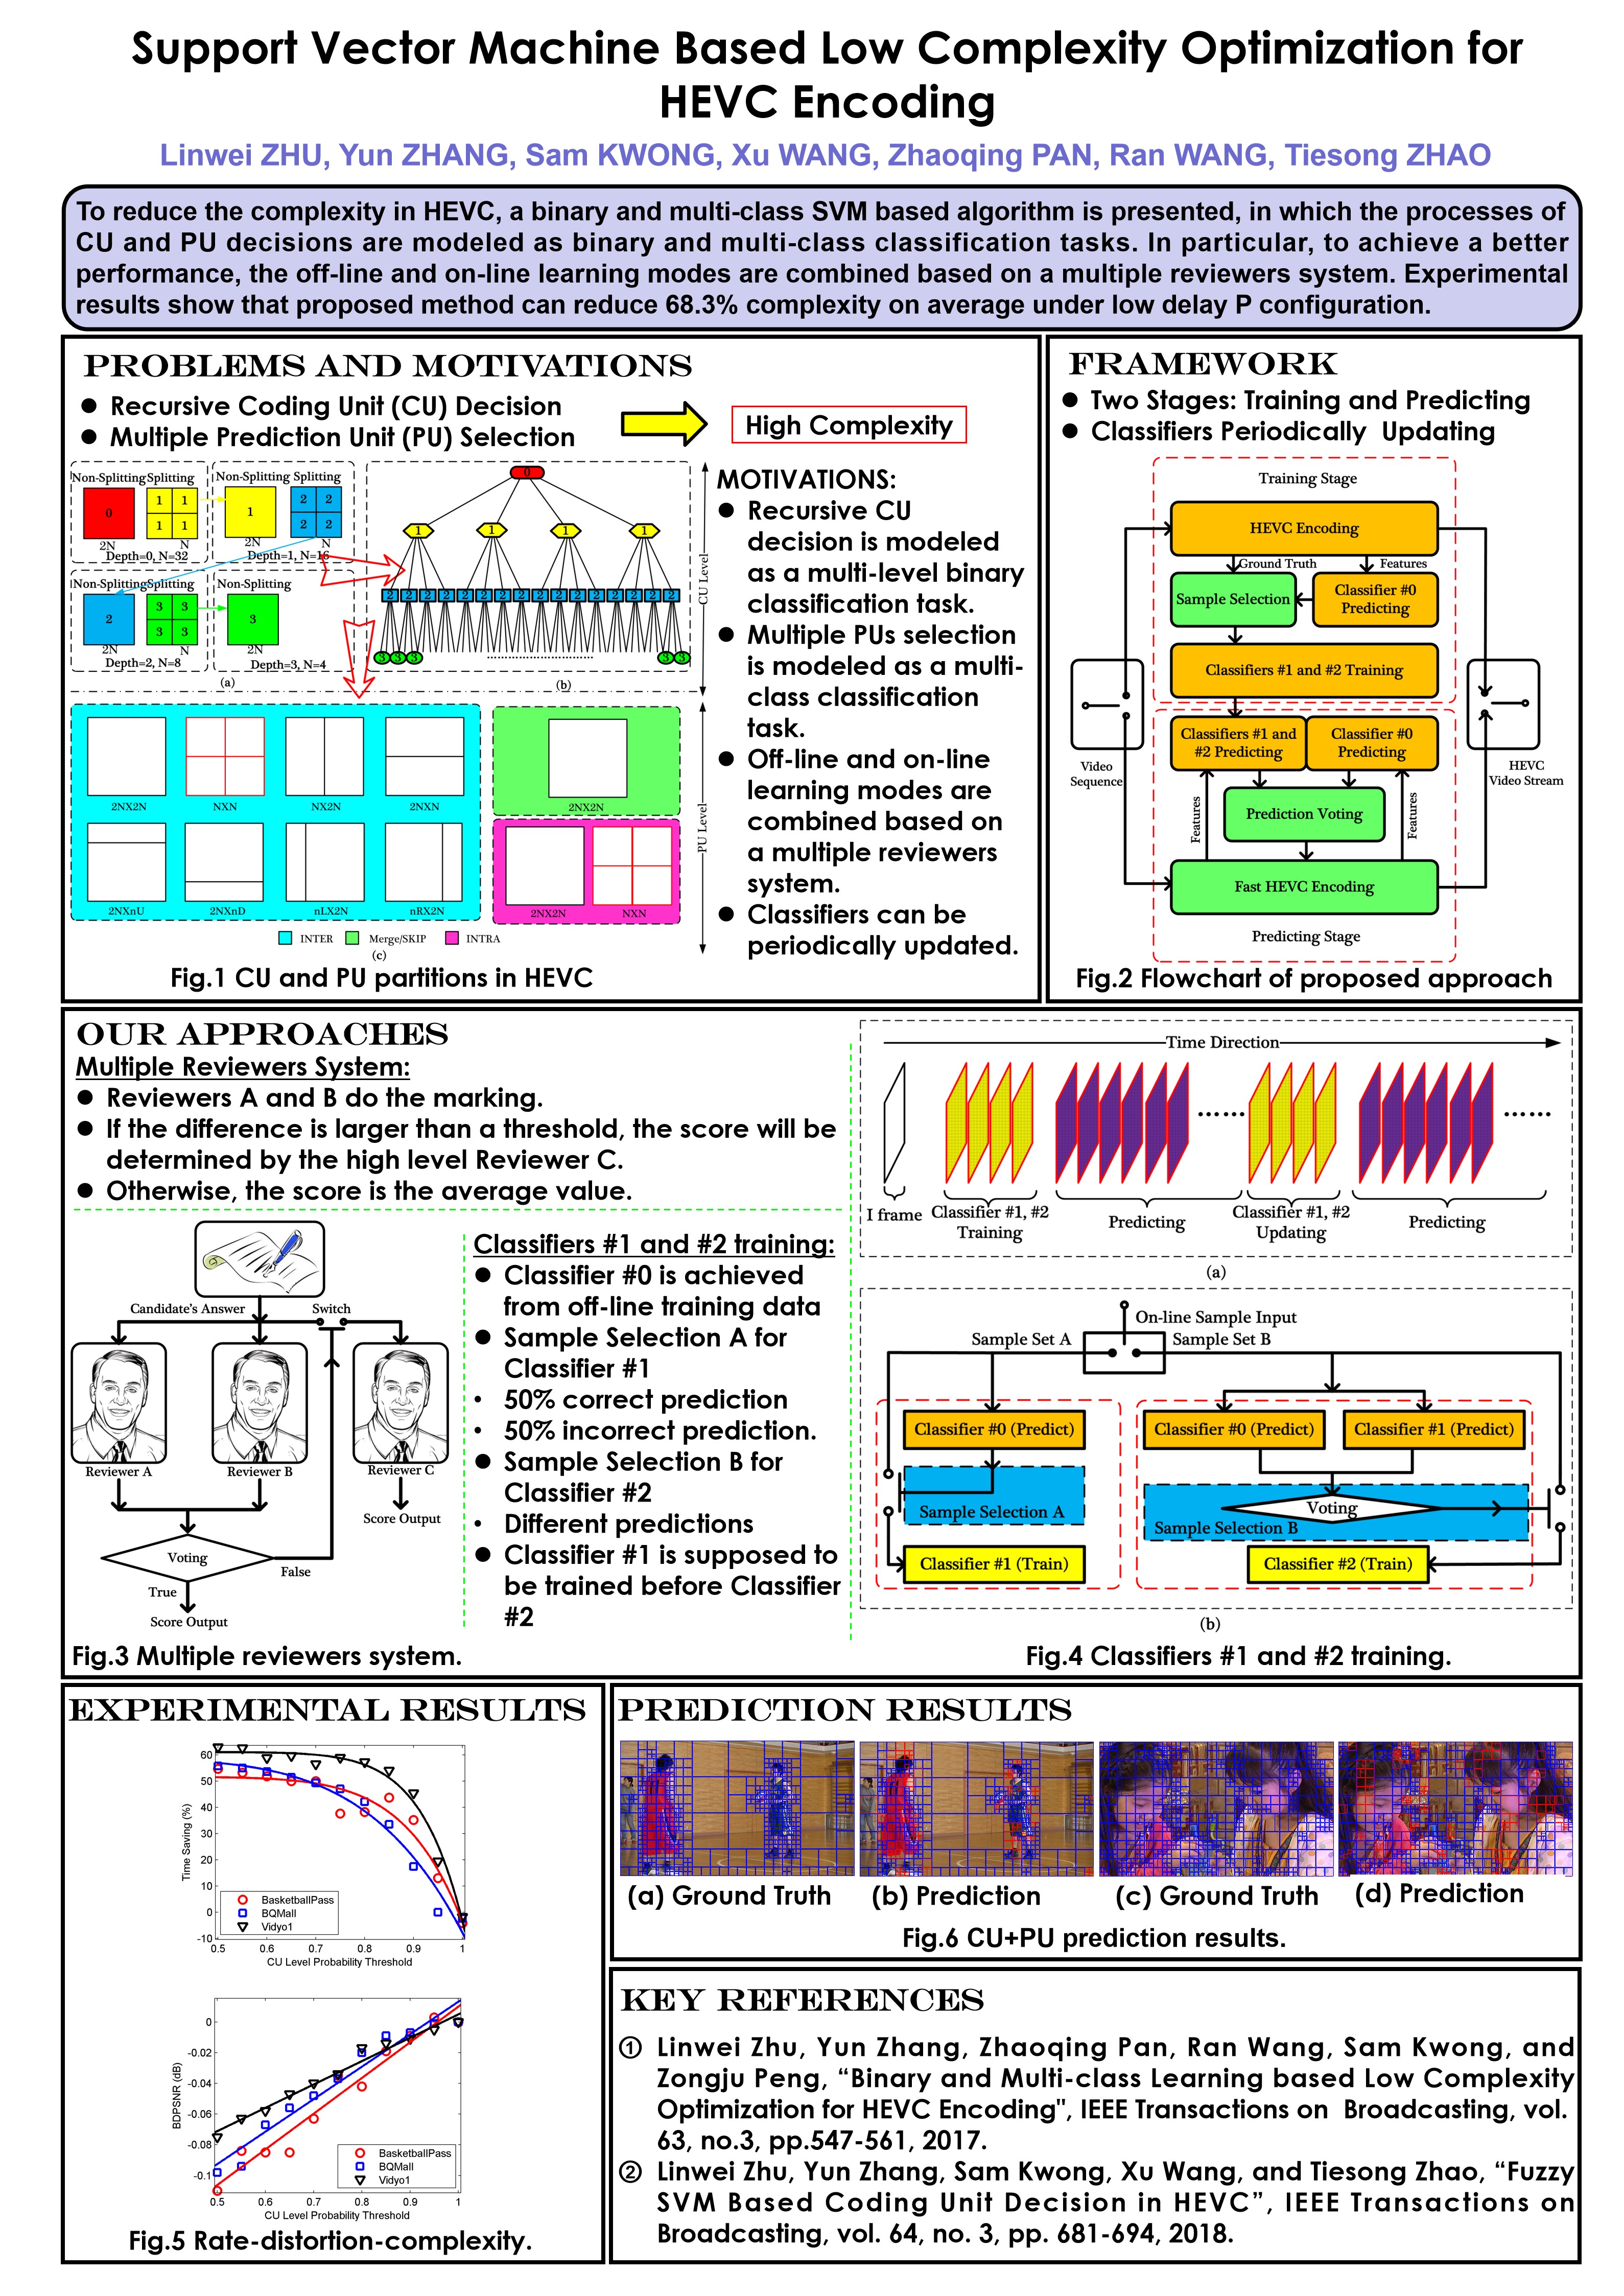 Support Vector Machine Based Low Complexity Optimization for
HEVC Encoding
Linwei ZHU, Yun ZHANG, Sam KWONG, Xu WANG, Zhaoqing PAN, Ran WANG, Tiesong ZHAO
To reduce the complexity in HEVC, a binary and multi-class SVM based algorithm is presented, in which the processes of
CU and PU decisions are modeled as binary and multi-class classification tasks. In particular, to achieve a better
performance, the off-line and on-line learning modes are combined based on a multiple reviewers system. Experimental
results show that proposed method can reduce 68.3% complexity on average under low delay P configuration.
PROBLEMS AND MOTIVATIONS
● Recursive Coding Unit (CU) Decision
● Multiple Prediction Unit (PU) Selection
High Complexity
Non-Splitting Splitting
0
1 1
1 1
2N N
Depth=0, N=32
Non-Splitting Splitting
1
2 2
2 2
2N N
Depth=1, N=16
Non-Splitting Splitting
2
3 3
3 3
2N N
Depth=2, N=8
Non-Splitting
3
2N
Depth=3, N=4
(a)
0
1 1 1 1
2 2 2 2 2 2 2 2 2 2 2 2 2 2 2 2
3 3 3 3 3
(b)
CU Level
2NX2N NXN NX2N 2NXN
2NXnU 2NXnD nLX2N nRX2N
2NX2N
2NX2N NXN
PU Level
INTER Merge/SKIP INTRA
(c)
Fig.1 CU and PU partitions in HEVC
MOTIVATIONS:
● Recursive CU
decision is modeled
as a multi-level binary
classification task.
● Multiple PUs selection
is modeled as a multi-
class classification
task.
● Off-line and on-line
learning modes are
combined based on
a multiple reviewers
system.
● Classifiers can be
periodically updated.
FRAMEWORK
● Two Stages: Training and Predicting
● Classifiers Periodically Updating
Training Stage
HEVC Encoding
Ground Truth Features
Sample Selection
Classifier #0
Predicting
Classifiers #1 and #2 Training
Classifiers #1 and
#2 Predicting
Classifier #0
Predicting
Video
Sequence
HEVC
Video Stream
Features
Prediction Voting
Features
Fast HEVC Encoding
Predicting Stage
Fig.2 Flowchart of proposed approach
OUR APPROACHES
Multiple Reviewers System:
● Reviewers A and B do the marking.
● If the difference is larger than a threshold, the score will be
determined by the high level Reviewer C.
● Otherwise, the score is the average value.
Candidate's Answer Switch
Reviewer A Reviewer B Reviewer C
Score Output
Voting
False
True
Score Output
Fig.3 Multiple reviewers system.
Classifiers #1 and #2 training:
● Classifier #0 is achieved
from off-line training data
● Sample Selection A for
Classifier #1
• 50% correct prediction
• 50% incorrect prediction.
● Sample Selection B for
Classifier #2
• Different predictions
● Classifier #1 is supposed to
be trained before Classifier
#2
Time Direction
...... ......
I frame
Classifier #1, #2
Training
Predicting
Classifier #1, #2
Updating
Predicting
(a)
On-line Sample Input
Sample Set A Sample Set B
Classifier #0 (Predict)
Classifier #0 (Predict)
Classifier #1 (Predict)
Sample Selection A
Voting
Sample Selection B
Classifier #1 (Train)
Classifier #2 (Train)
(b)
Fig.4 Classifiers #1 and #2 training.
EXPERIMENTAL RESULTS
Time Saving (%)
60
50
40
30
20
10
0
-10
BasketballPass
BQMall
Vidyo1
0.5 0.6 0.7 0.8 0.9 1
CU Level Probability Threshold
BDPSNR (dB)
0
-0.02
-0.04
-0.06
-0.08
-0.1
BasketballPass
BQMall
Vidyo1
0.5 0.6 0.7 0.8 0.9 1
CU Level Probability Threshold
Fig.5 Rate-distortion-complexity.
PREDICTION RESULTS
(a) Ground Truth (b) Prediction (c) Ground Truth (d) Prediction
Fig.6 CU+PU prediction results.
KEY REFERENCES
① Linwei Zhu, Yun Zhang, Zhaoqing Pan, Ran Wang, Sam Kwong, and
Zongju Peng, “Binary and Multi-class Learning based Low Complexity
Optimization for HEVC Encoding", IEEE Transactions on Broadcasting, vol.
63, no.3, pp.547-561, 2017.
② Linwei Zhu, Yun Zhang, Sam Kwong, Xu Wang, and Tiesong Zhao, “Fuzzy
SVM Based Coding Unit Decision in HEVC”, IEEE Transactions on
Broadcasting, vol. 64, no. 3, pp. 681-694, 2018.